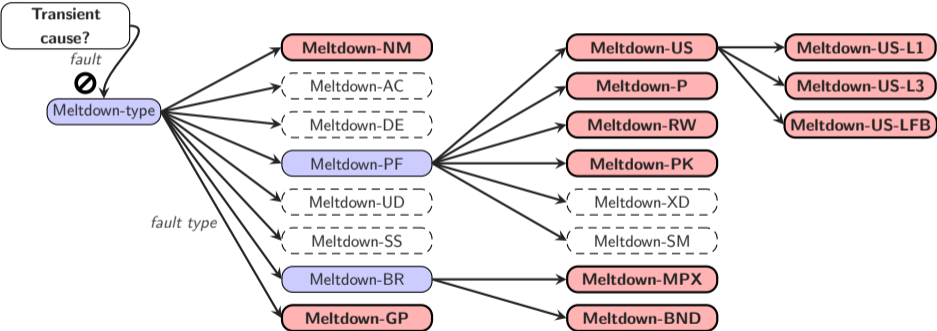 Transient
cause?
fault
Meltdown-type
fault type
Meltdown-NM
Meltdown-AC
Meltdown-DE
Meltdown-PF
Meltdown-UD
Meltdown-SS
Meltdown-BR
Meltdown-GP
Meltdown-US
Meltdown-P
Meltdown-RW
Meltdown-PK
Meltdown-XD
Meltdown-SM
Meltdown-MPX
Meltdown-BND
Meltdown-US-L1
Meltdown-US-L3
Meltdown-US-LFB